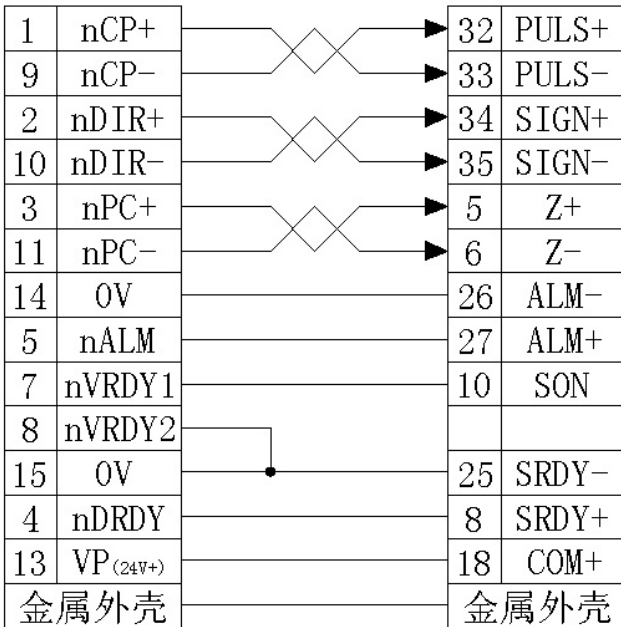 1 nCP+ 32 PULS+
9 nCP- 33 PULS-
2 nDIR+ 34 SIGN+
10 nDIR- 35 SIGN-
3 nPC+ 5 Z+
11 nPC- 6 Z-
14 0V 26 ALM-
5 nALM 27 ALM+
7 nVRDY1 10 SON
8 nVRDY2
15 0V 25 SRDY-
4 nDRDY 8 SRDY+
13 VP(24V+) 18 COM+
金属外壳 金属外壳